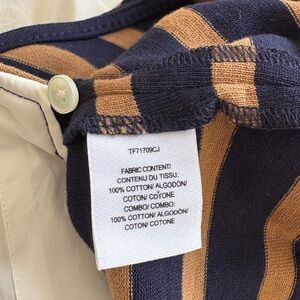 TF71709CJ
FABRIC CONTENT/
CONTENU DU TISSU:
100% COTTON/ ALGODÓN/
COTON/ COTONE
COMBO/ COMBO:
100% COTTON/ ALGODÓN/
COTON/ COTONE